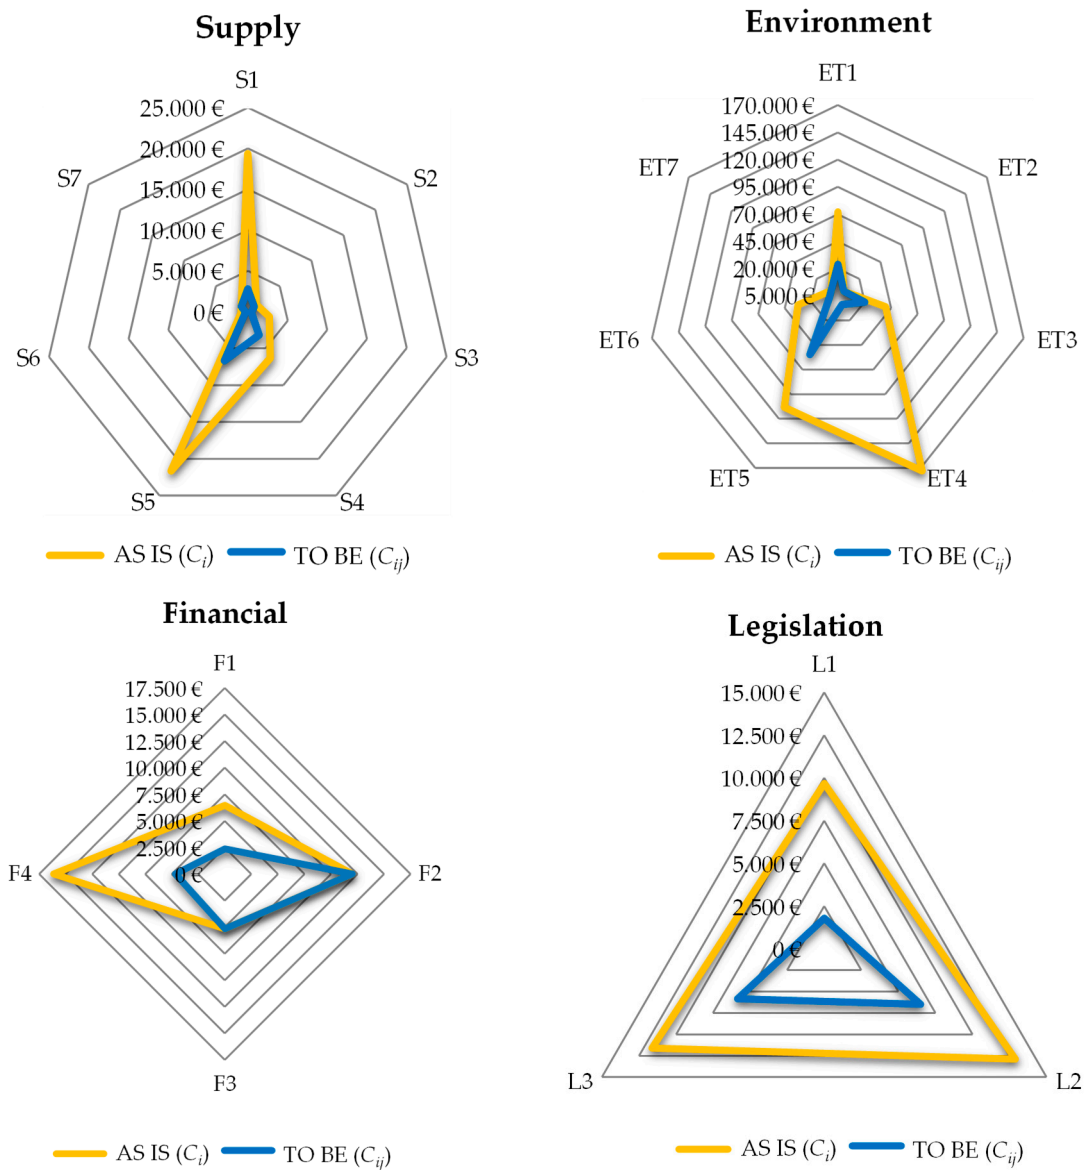 Supply
S1
25.000 €
20.000 €
15.000 €
10.000 €
5.000 €
0 €
S2
S3
S4
S5
S6
S7
AS IS (Ci)
TO BE (Cij)
Environment
ET1
170.000 €
145.000 €
120.000 €
95.000 €
70.000 €
45.000 €
20.000 €
5.000 €
ET2
ET3
ET4
ET5
ET6
ET7
AS IS (Ci)
TO BE (Cij)
Financial
F1
17.500 €
15.000 €
12.500 €
10.000 €
7.500 €
5.000 €
2.500 €
0 €
F2
F3
F4
AS IS (Ci)
TO BE (Cij)
Legislation
L1
15.000 €
12.500 €
10.000 €
7.500 €
5.000 €
2.500 €
0 €
L2
L3
AS IS (Ci)
TO BE (Cij)